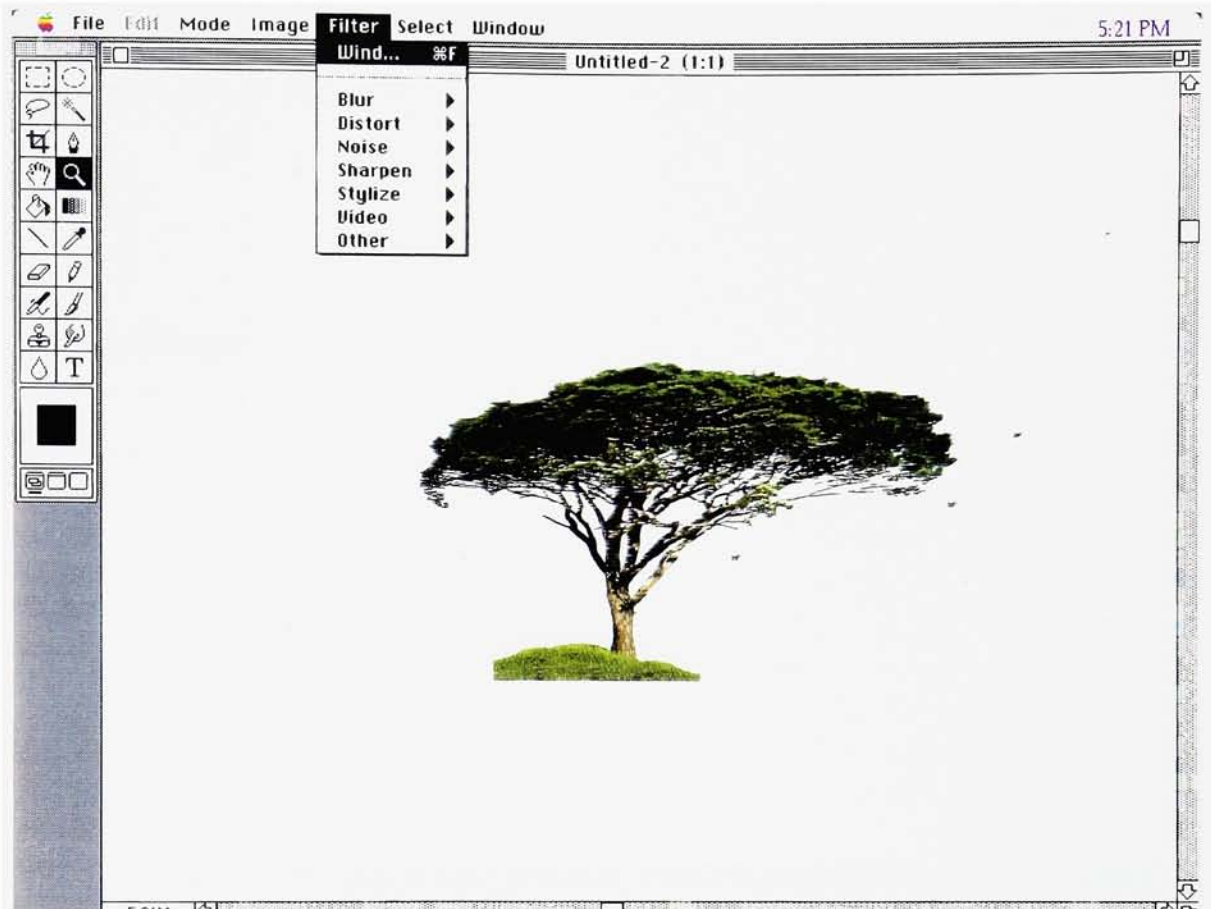 File Edit Mode Image Filter Select Window 5:21 PM
Untitled-2 (1:1)
Wind... ⌘F
Blur
Distort
Noise
Sharpen
Stylize
Video
Other
T